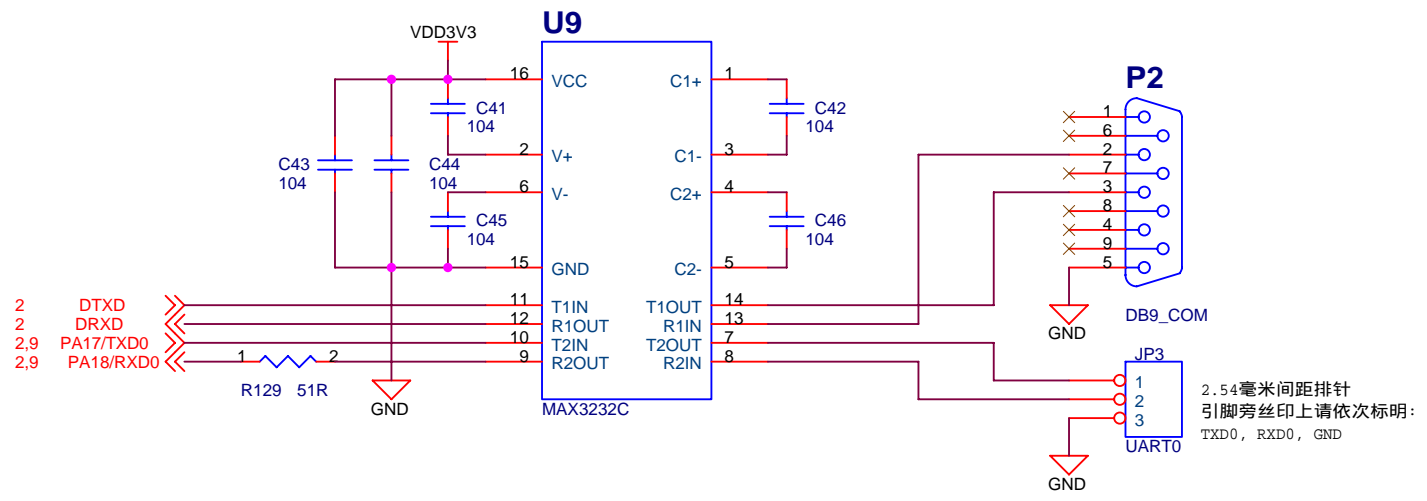 U9
VDD3V3
16 VCC C1+ 1
C41
104
C42
104
C43
104
C44
104
2 V+ C1- 3
6 V- C2+ 4
C45
104
C46
104
15 GND C2- 5
2 DTXD 11 T1IN T1OUT 14
2 DRXD 12 R1OUT R1IN 13
2,9 PA17/TXD0 10 T2IN T2OUT 7
2,9 PA18/RXD0 1 2 9 R2OUT R2IN 8
R129 51R
GND
MAX3232C
P2
1
6
2
7
3
8
4
9
5
GND
DB9_COM
JP3
1
2
3
UART0
GND
2.54毫米间距排针
引脚旁丝印上请依次标明:
TXD0, RXD0, GND